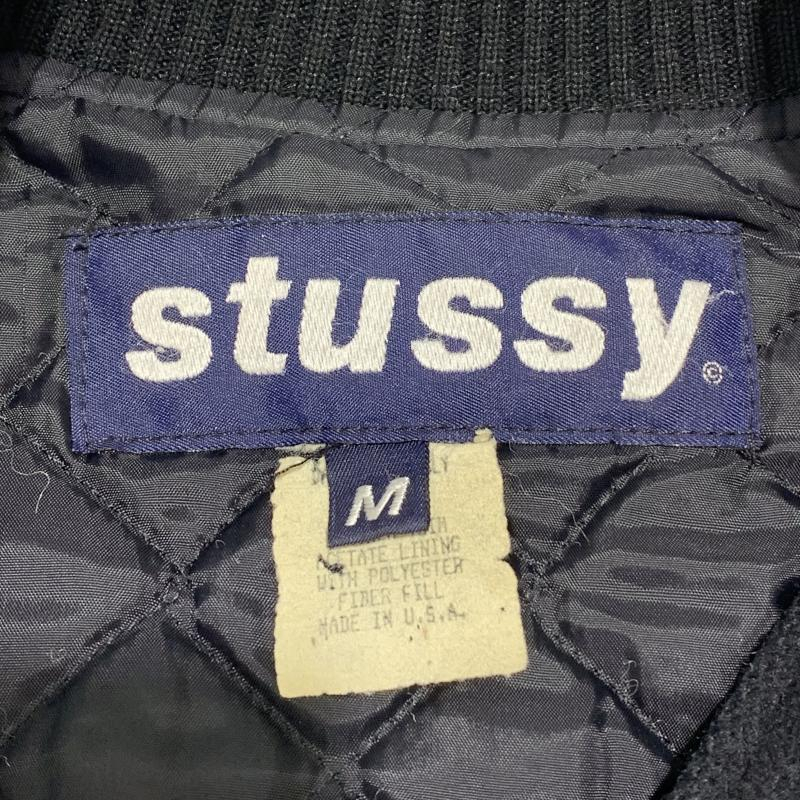 stussy
©
M
ACETATE LINING
WITH POLYESTER
FIBER FILL
MADE IN U.S.A.